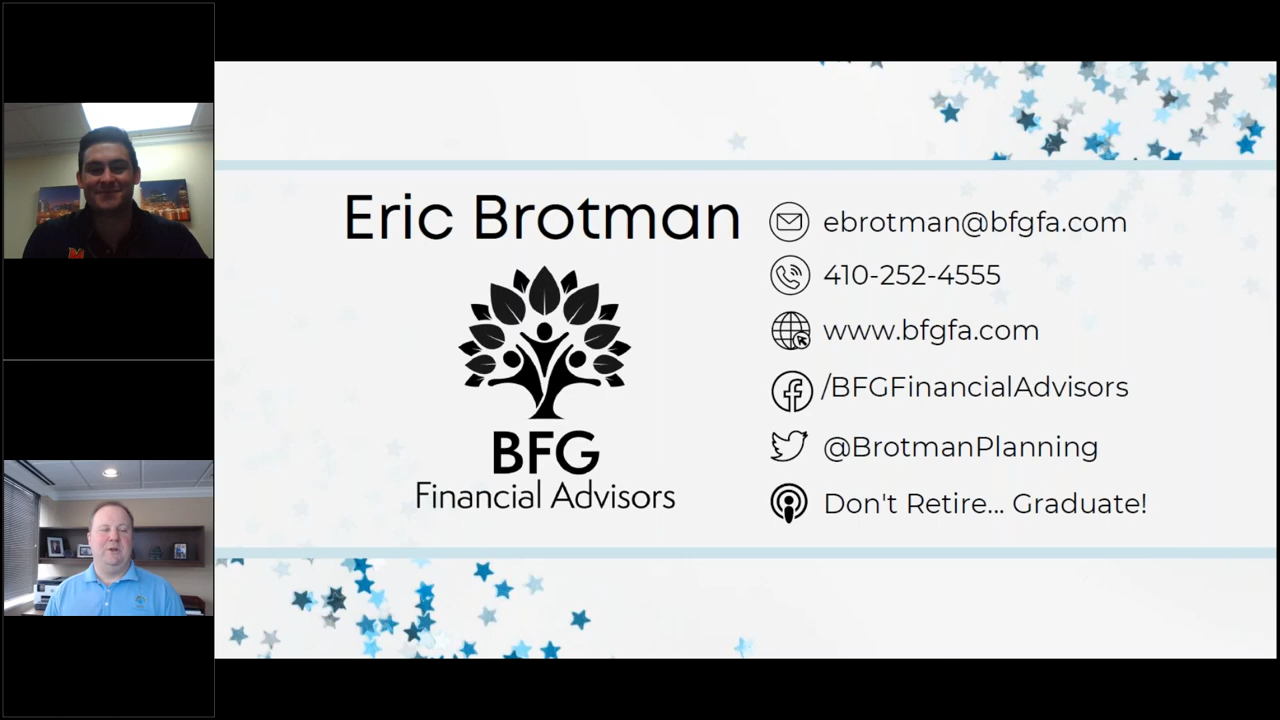 Eric Brotman
BFG
Financial Advisors
ebrotman@bfgfa.com
410-252-4555
www.bfgfa.com
/BFGFinancialAdvisors
@BrotmanPlanning
Don't Retire... Graduate!